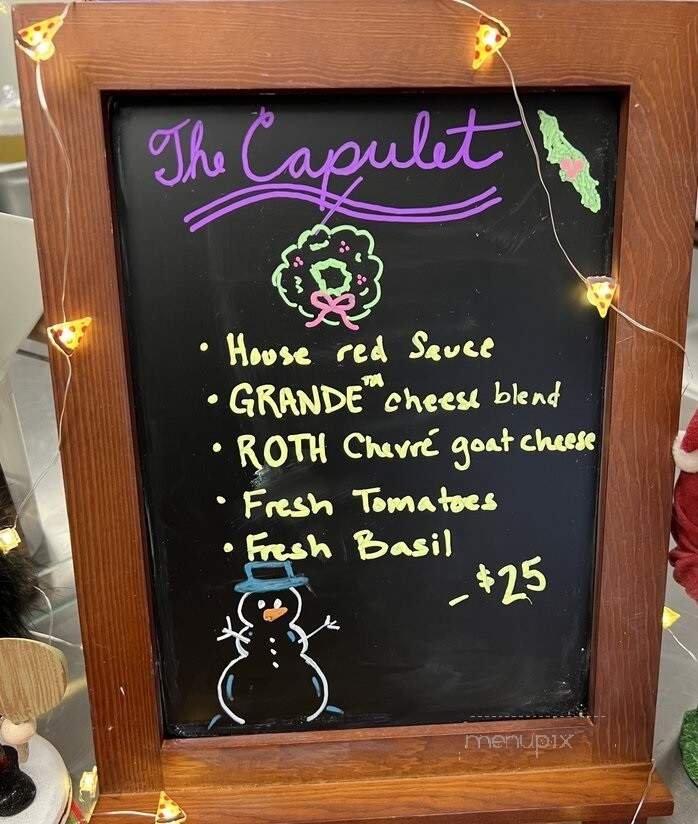 The Capulet
• House red Sauce
• GRANDE™ cheese blend
• ROTH Chevré goat cheese
• Fresh Tomatoes
• Fresh Basil
- $25
menupix